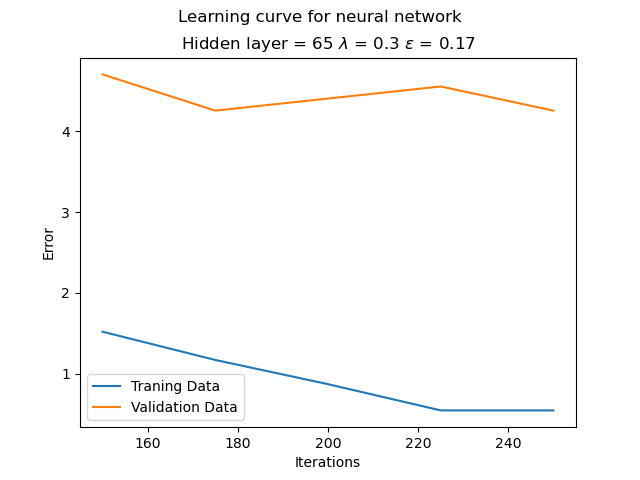 Learning curve for neural network
Hidden layer = 65 λ = 0.3 ε = 0.17
Error
4
3
2
1
Traning Data
Validation Data
160 180 200 220 240
Iterations